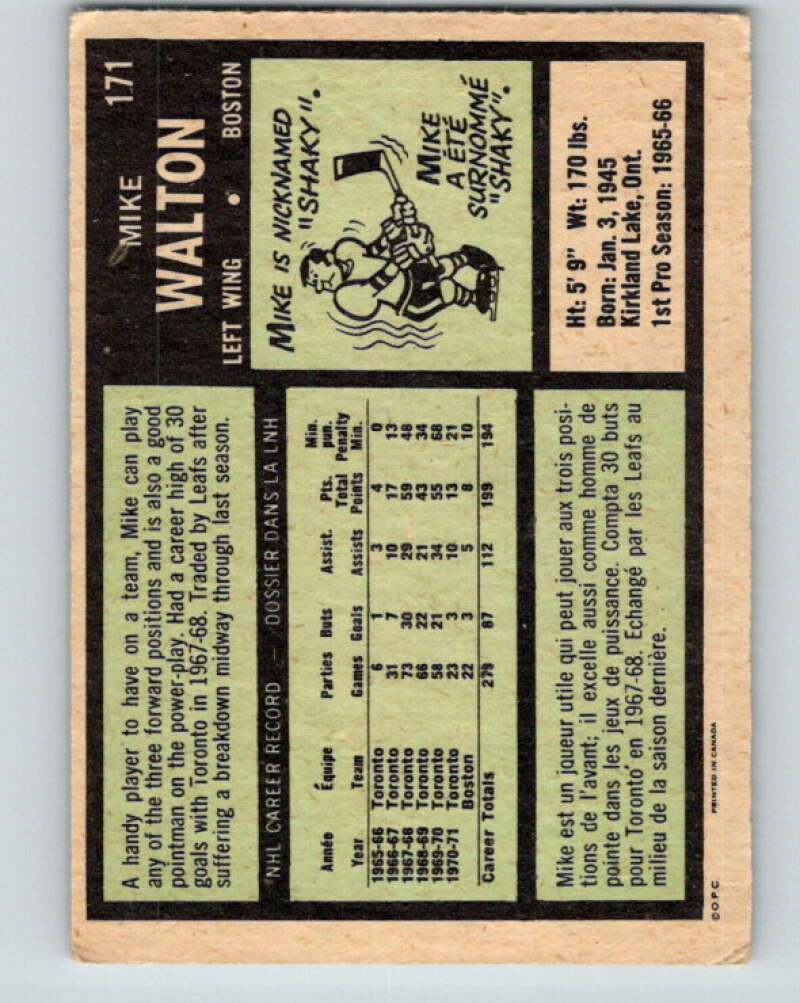 171
MIKE
WALTON
LEFT WING • BOSTON
A handy player to have on a team, Mike can play
any of the three forward positions and is also a good
pointman on the power-play. Had a career high of 30
goals with Toronto in 1967-68. Traded by Leafs after
suffering a breakdown midway through last season.
MIKE IS NICKNAMED
"SHAKY".
MIKE
A ÉTÉ
SURNOMMÉ
"SHAKY".
NHL CAREER RECORD — DOSSIER DANS LA LNH
Année Équipe Parties Buts Assist. Pts. Total Min. pun. Penalty
Year Team Games Goals Assists Points Min.
1965-66 Toronto 6 1 3 4 0
1966-67 Toronto 31 7 10 17 13
1967-68 Toronto 73 30 29 59 48
1968-69 Toronto 66 22 21 43 34
1969-70 Toronto 58 21 34 55 68
1970-71 Toronto 23 3 10 13 21
Boston 22 3 5 8 10
Career Totals 279 87 112 199 194
Ht: 5' 9" Wt: 170 lbs.
Born: Jan. 3, 1945
Kirkland Lake, Ont.
1st Pro Season: 1965-66
Mike est un joueur utile qui peut jouer aux trois posi-
tions de l'avant; il excelle aussi comme homme de
pointe dans les jeux de puissance. Compta 30 buts
pour Toronto en 1967-68. Echangé par les Leafs au
milieu de la saison dernière.
©O.P.C. PRINTED IN CANADA